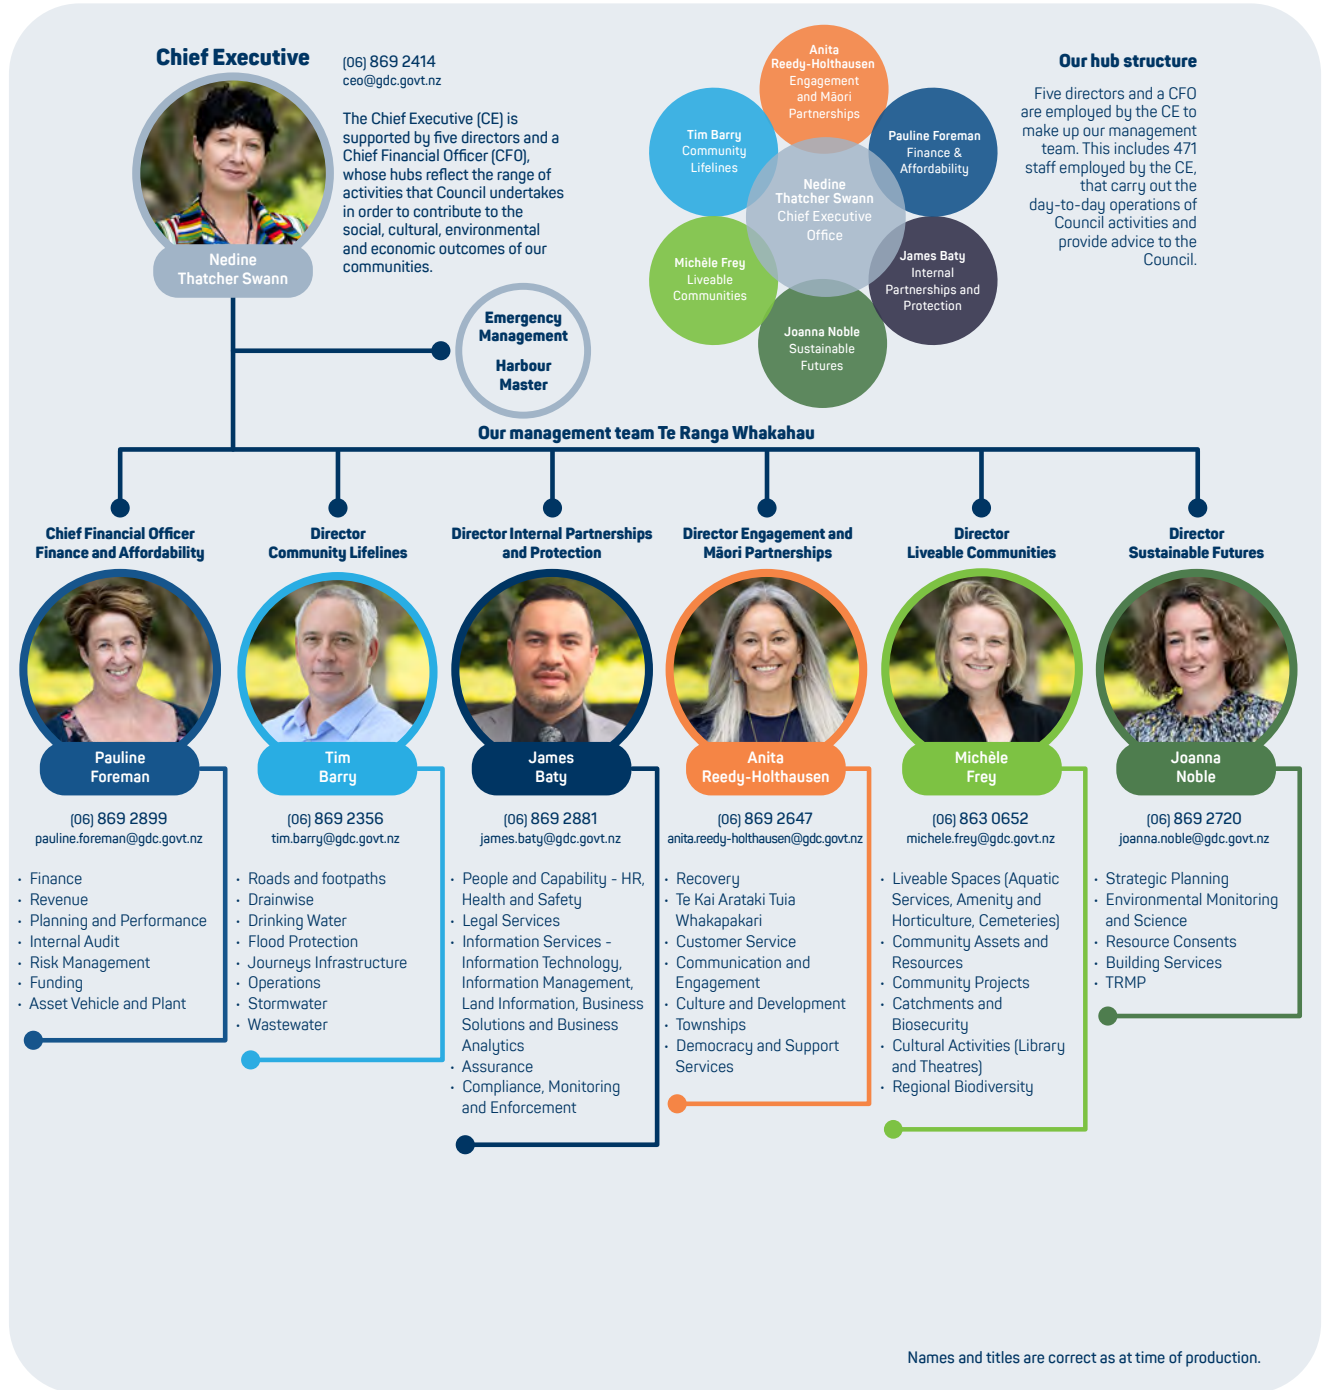 Chief Executive
(06) 869 2414
ceo@gdc.govt.nz
The Chief Executive (CE) is
supported by five directors and a
Chief Financial Officer (CFO),
whose hubs reflect the range of
activities that Council undertakes
in order to contribute to the
social, cultural, environmental
and economic outcomes of our
communities.
Nedine
Thatcher Swann
Emergency
Management
Harbour
Master
Anita
Reedy-Holthausen
Engagement
and Māori
Partnerships
Tim Barry
Community
Lifelines
Pauline Foreman
Finance &
Affordability
Nedine
Thatcher Swann
Chief Executive
Office
Michèle Frey
Liveable
Communities
James Baty
Internal
Partnerships and
Protection
Joanna Noble
Sustainable
Futures
Our hub structure
Five directors and a CFO
are employed by the CE to
make up our management
team. This includes 471
staff employed by the CE,
that carry out the
day-to-day operations of
Council activities and
provide advice to the
Council.
Our management team Te Ranga Whakahau
Chief Financial Officer
Finance and Affordability
Pauline
Foreman
(06) 869 2899
pauline.foreman@gdc.govt.nz
• Finance
• Revenue
• Planning and Performance
• Internal Audit
• Risk Management
• Funding
• Asset Vehicle and Plant
Director
Community Lifelines
Tim
Barry
(06) 869 2356
tim.barry@gdc.govt.nz
• Roads and footpaths
• Drainwise
• Drinking Water
• Flood Protection
• Journeys Infrastructure
• Operations
• Stormwater
• Wastewater
Director Internal Partnerships
and Protection
James
Baty
(06) 869 2881
james.baty@gdc.govt.nz
• People and Capability - HR,
Health and Safety
• Legal Services
• Information Services -
Information Technology,
Information Management,
Land Information, Business
Solutions and Business
Analytics
• Assurance
• Compliance, Monitoring
and Enforcement
Director Engagement and
Māori Partnerships
Anita
Reedy-Holthausen
(06) 869 2647
anita.reedy-holthausen@gdc.govt.nz
• Recovery
• Te Kai Arataki Tuia
Whakapakari
• Customer Service
• Communication and
Engagement
• Culture and Development
• Townships
• Democracy and Support
Services
Director
Liveable Communities
Michèle
Frey
(06) 863 0652
michele.frey@gdc.govt.nz
• Liveable Spaces (Aquatic
Services, Amenity and
Horticulture, Cemeteries)
• Community Assets and
Resources
• Community Projects
• Catchments and
Biosecurity
• Cultural Activities (Library
and Theatres)
• Regional Biodiversity
Director
Sustainable Futures
Joanna
Noble
(06) 869 2720
joanna.noble@gdc.govt.nz
• Strategic Planning
• Environmental Monitoring
and Science
• Resource Consents
• Building Services
• TRMP
Names and titles are correct as at time of production.